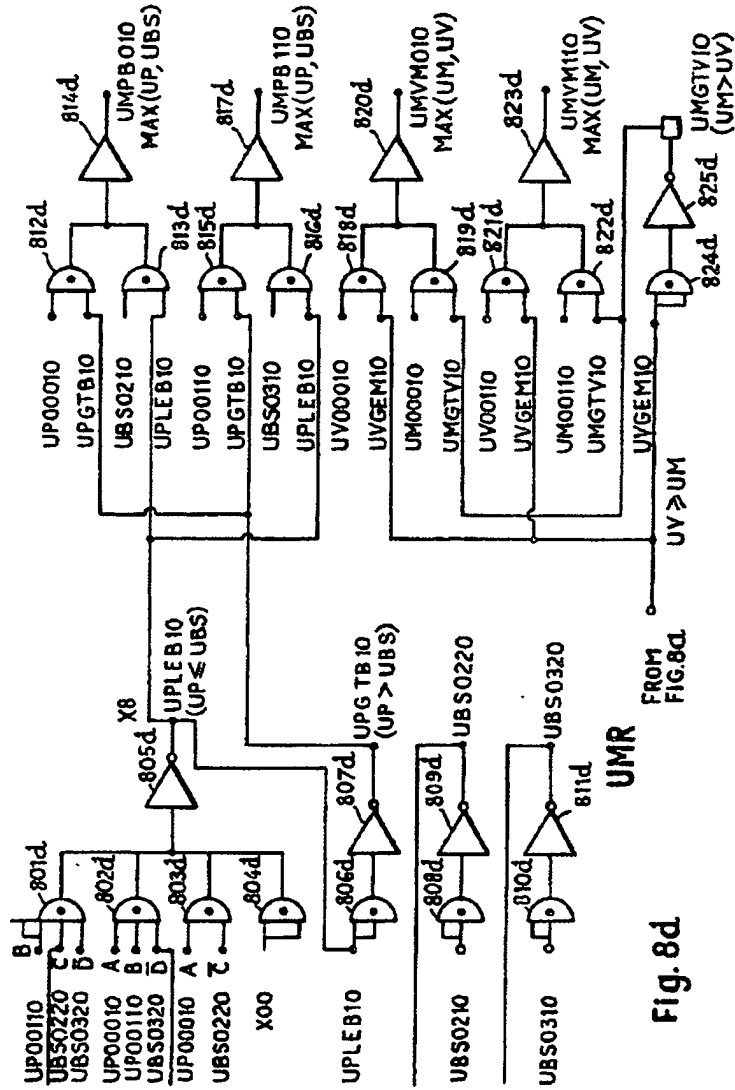 UP00110
B
UBS0220
C̅
UBS0320
D̅
801d
UP00010
A
UP00110
B
UBS0320
D̅
802d
UP00010
A
UBS0220
C̅
803d
X00
804d
805d
X8
UPLEB10
(UP≤UBS)
UPLEB10
806d
807d
UPGTB10
(UP > UBS)
UBS0210
808d
809d
UBS0220
UBS0310
810d
811d
UBS0320
UMR
FROM
FIG.8a
UV ≥ UM
UP00010
UPGTB10
812d
UBS0210
UPLEB10
813d
814d
UMPB010
MAX(UP,UBS)
UP00110
UPGTB10
815d
UBS0310
UPLEB10
816d
817d
UMPB110
MAX(UP,UBS)
UV00010
UVGEM10
818d
UM00010
UMGTV10
819d
820d
UMVM010
MAX(UM,UV)
UV00110
UVGEM10
821d
UM00110
UMGTV10
822d
823d
UMVM110
MAX(UM,UV)
UVGEM10
824d
825d
UMGTV10
(UM>UV)
Fig. 8d